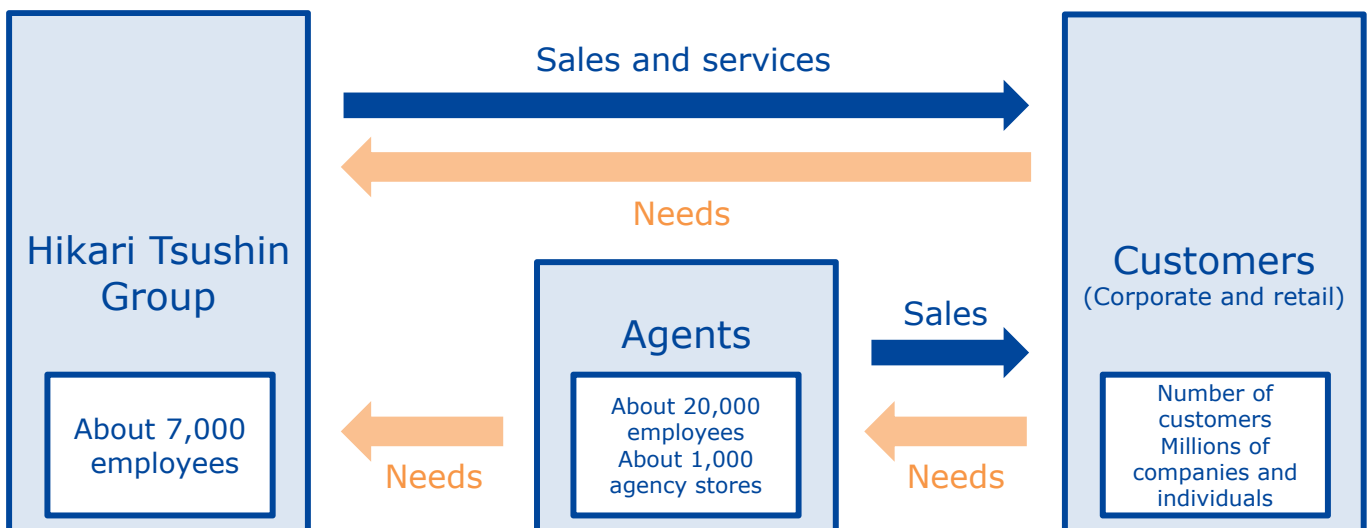 Sales and services
Needs
Hikari Tsushin
Group
About 7,000
employees
Needs
Agents
About 20,000
employees
About 1,000
agency stores
Sales
Needs
Customers
(Corporate and retail)
Number of
customers
Millions of
companies and
individuals